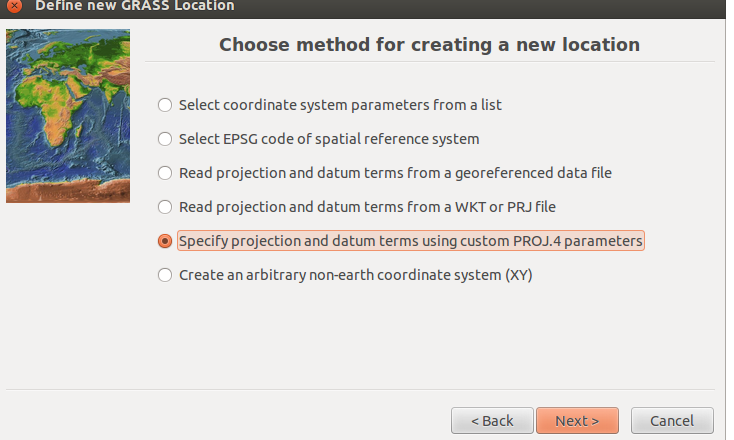 Define new GRASS Location
Choose method for creating a new location
Select coordinate system parameters from a list
Select EPSG code of spatial reference system
Read projection and datum terms from a georeferenced data file
Read projection and datum terms from a WKT or PRJ file
Specify projection and datum terms using custom PROJ.4 parameters
Create an arbitrary non-earth coordinate system (XY)
< Back
Next >
Cancel